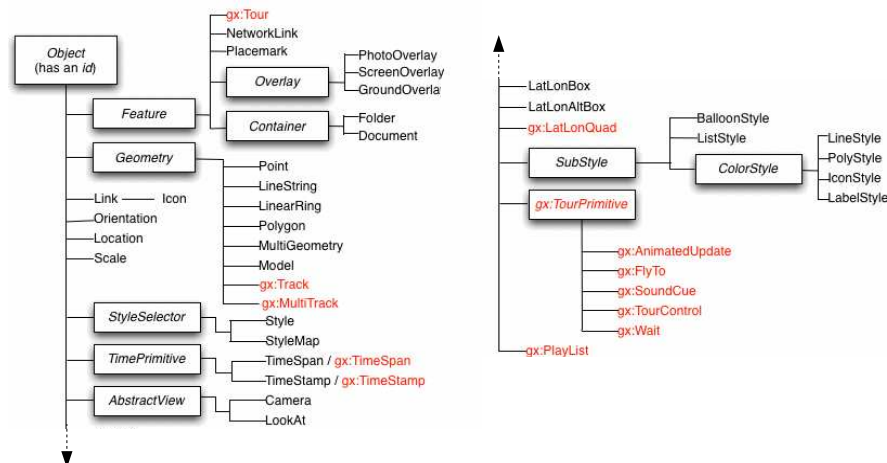 Object
(has an id)
gx:Tour
NetworkLink
Placemark
Overlay
PhotoOverlay
ScreenOverlay
GroundOverla
Feature
Container
Folder
Document
Geometry
Point
LineString
LinearRing
Polygon
MultiGeometry
Model
gx:Track
gx:MultiTrack
Link
Icon
Orientation
Location
Scale
StyleSelector
Style
StyleMap
TimePrimitive
TimeSpan / gx:TimeSpan
TimeStamp / gx:TimeStamp
AbstractView
Camera
LookAt
LatLonBox
LatLonAltBox
gx:LatLonQuad
SubStyle
BalloonStyle
ListStyle
ColorStyle
LineStyle
PolyStyle
IconStyle
LabelStyle
gx:TourPrimitive
gx:AnimatedUpdate
gx:FlyTo
gx:SoundCue
gx:TourControl
gx:Wait
gx:PlayList